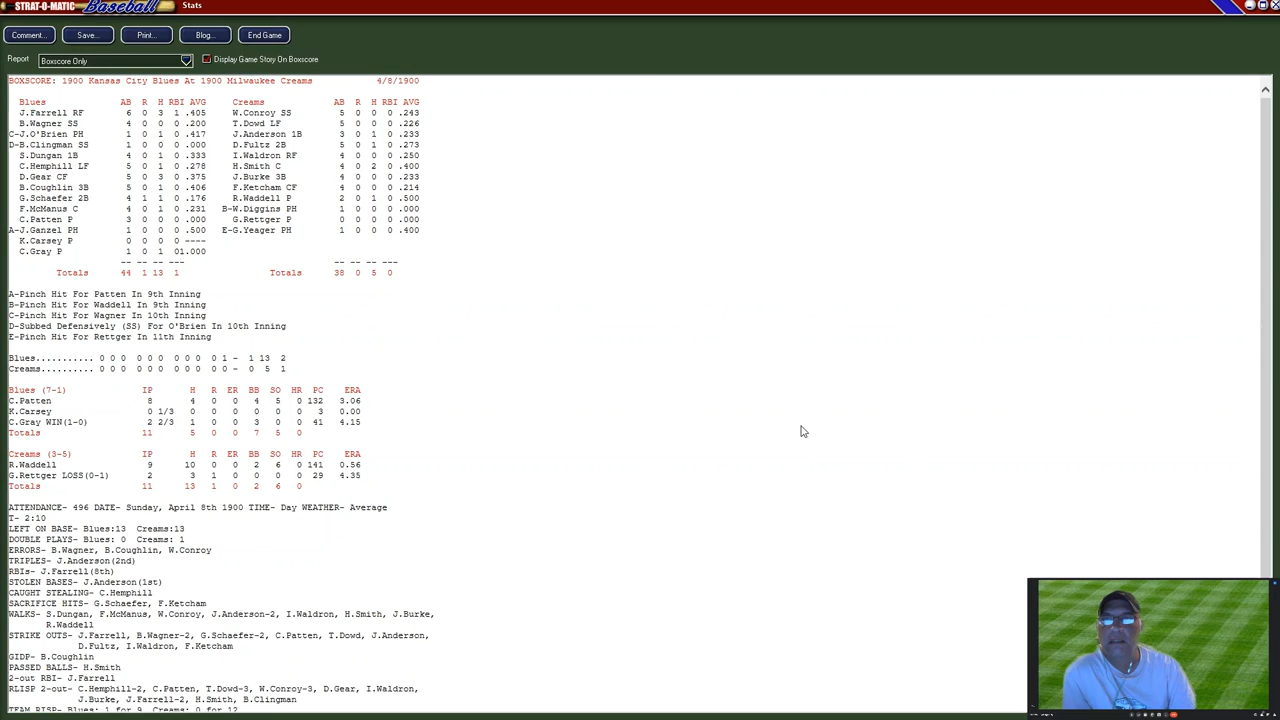 STRAT-O-MATIC Baseball Stats
Comment... Save... Print... Blog... End Game
Report Boxscore Only Display Game Story On Boxscore
BOXSCORE: 1900 Kansas City Blues At 1900 Milwaukee Creams 4/8/1900
Blues AB R H RBI AVG Creams AB R H RBI AVG
J.Farrell RF 6 0 3 1 .405 W.Conroy SS 5 0 0 0 .243
B.Wagner SS 4 0 0 0 .200 T.Dowd LF 5 0 0 0 .226
C-J.O'Brien PH 1 0 1 0 .417 J.Anderson 1B 3 0 1 0 .233
D-B.Clingman SS 1 0 0 0 .000 D.Fultz 2B 5 0 1 0 .273
S.Dungan 1B 4 0 1 0 .333 I.Waldron RF 4 0 0 0 .250
C.Hemphill LF 5 0 1 0 .278 H.Smith C 4 0 2 0 .400
D.Gear CF 5 0 3 0 .375 J.Burke 3B 4 0 0 0 .233
B.Coughlin 3B 5 0 1 0 .406 F.Ketcham CF 4 0 0 0 .214
G.Schaefer 2B 4 1 1 0 .176 R.Waddell P 2 0 1 0 .500
F.McManus C 4 0 1 0 .231 B-W.Diggins PH 1 0 0 0 .000
C.Patten P 3 0 0 0 .000 G.Rettger P 0 0 0 0 .000
A-J.Ganzel PH 1 0 0 0 .500 E-G.Yeager PH 1 0 0 0 .400
K.Carsey P 0 0 0 0 ----
C.Gray P 1 0 1 01.000
-- -- -- --- -- -- -- ---
Totals 44 1 13 1 Totals 38 0 5 0
A-Pinch Hit For Patten In 9th Inning
B-Pinch Hit For Waddell In 9th Inning
C-Pinch Hit For Wagner In 10th Inning
D-Subbed Defensively (SS) For O'Brien In 10th Inning
E-Pinch Hit For Rettger In 11th Inning
Blues.......... 0 0 0 0 0 0 0 0 0 0 1 - 1 13 2
Creams......... 0 0 0 0 0 0 0 0 0 0 0 - 0 5 1
Blues (7-1) IP H R ER BB SO HR PC ERA
C.Patten 8 4 0 0 4 5 0 132 3.06
K.Carsey 0 1/3 0 0 0 0 0 0 3 0.00
C.Gray WIN(1-0) 2 2/3 1 0 0 3 0 0 41 4.15
Totals 11 5 0 0 7 5 0
Creams (3-5) IP H R ER BB SO HR PC ERA
R.Waddell 9 10 0 0 2 6 0 141 0.56
G.Rettger LOSS(0-1) 2 3 1 0 0 0 0 29 4.35
Totals 11 13 1 0 2 6 0
ATTENDANCE- 496 DATE- Sunday, April 8th 1900 TIME- Day WEATHER- Average
T- 2:10
LEFT ON BASE- Blues:13 Creams:13
DOUBLE PLAYS- Blues: 0 Creams: 1
ERRORS- B.Wagner, B.Coughlin, W.Conroy
TRIPLES- J.Anderson(2nd)
RBIs- J.Farrell(8th)
STOLEN BASES- J.Anderson(1st)
CAUGHT STEALING- C.Hemphill
SACRIFICE HITS- G.Schaefer, F.Ketcham
WALKS- S.Dungan, F.McManus, W.Conroy, J.Anderson-2, I.Waldron, H.Smith, J.Burke,
R.Waddell
STRIKE OUTS- J.Farrell, B.Wagner-2, G.Schaefer-2, C.Patten, T.Dowd, J.Anderson,
D.Fultz, I.Waldron, F.Ketcham
GIDP- B.Coughlin
PASSED BALLS- H.Smith
2-out RBI- J.Farrell
RLISP 2-out- C.Hemphill-2, C.Patten, T.Dowd-3, W.Conroy-3, D.Gear, I.Waldron,
J.Burke, J.Farrell-2, H.Smith, B.Clingman
TEAM RISP- Blues: 1 for 9 Creams: 0 for 12